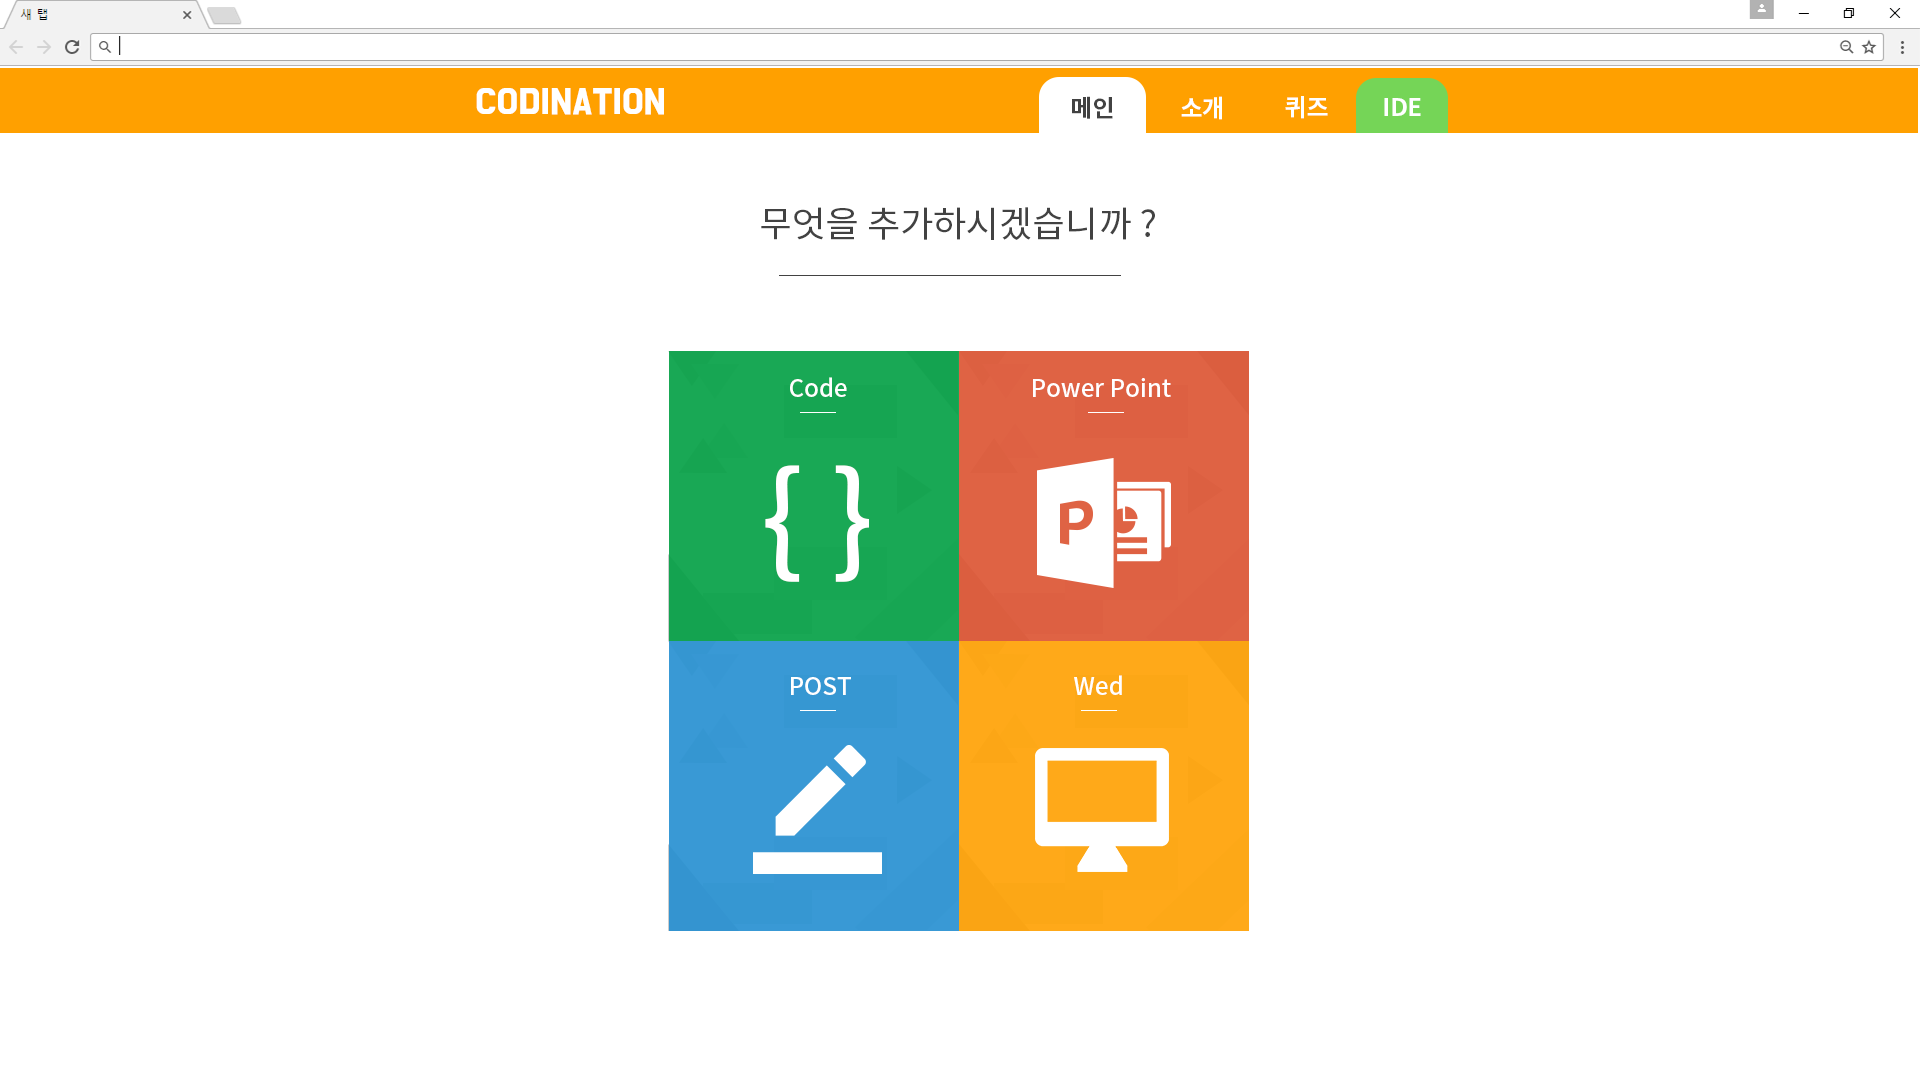 새 탭
CODINATION
메인
소개
퀴즈
IDE
무엇을 추가하시겠습니까 ?
Code
Power Point
{ }
P
POST
Wed